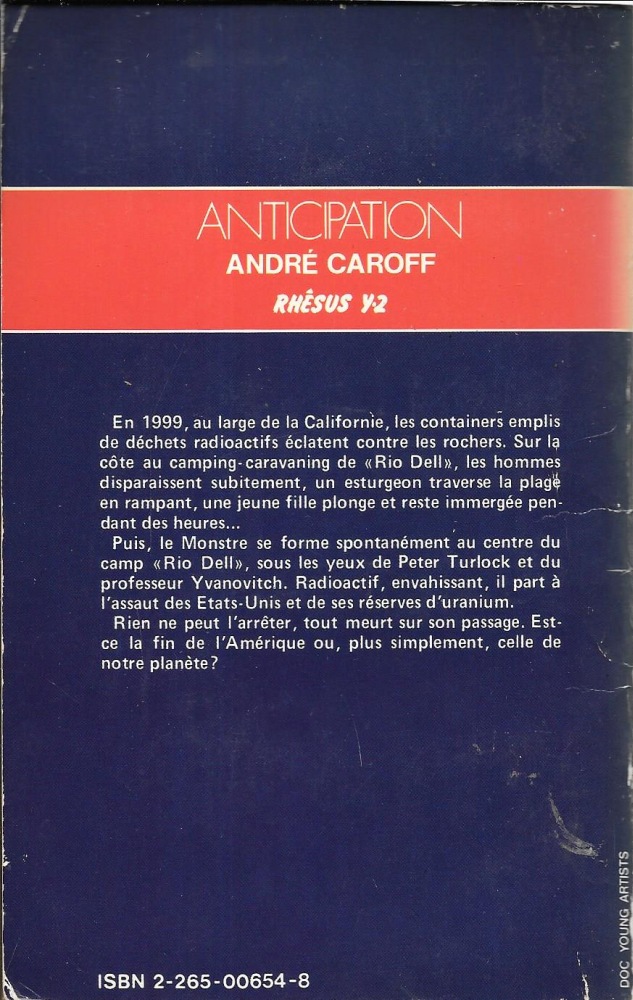 ANTICIPATION
ANDRÉ CAROFF
RHÊSUS Y-2
En 1999, au large de la Californie, les containers emplis
de déchets radioactifs éclatent contre les rochers. Sur la
côte au camping-caravaning de «Rio Dell», les hommes
disparaissent subitement, un esturgeon traverse la plage
en rampant, une jeune fille plonge et reste immergée pen-
dant des heures...
Puis, le Monstre se forme spontanément au centre du
camp «Rio Dell», sous les yeux de Peter Turlock et du
professeur Yvanovitch. Radioactif, envahissant, il part à
l'assaut des Etats-Unis et de ses réserves d'uranium.
Rien ne peut l'arrêter, tout meurt sur son passage. Est-
ce la fin de l'Amérique ou, plus simplement, celle de
notre planète?
ISBN 2-265-00654-8
DOC YOUNG ARTISTS